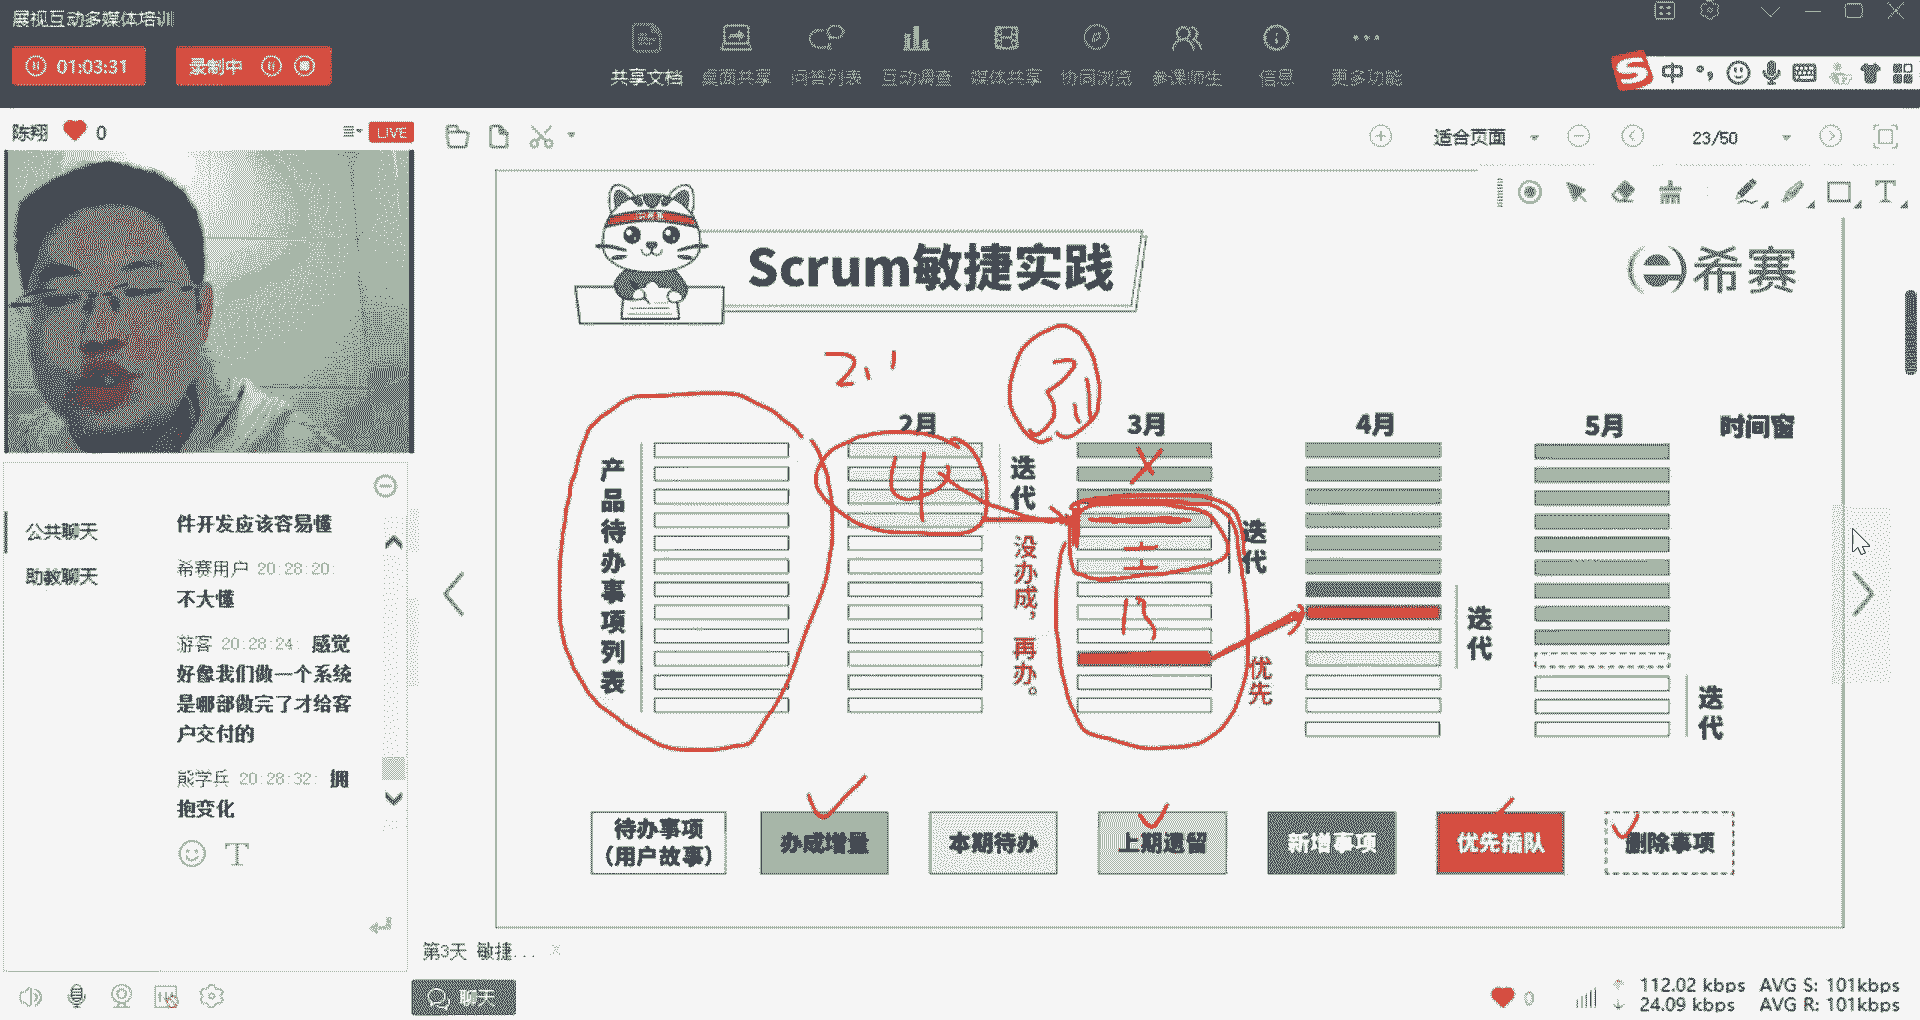 展视互动多媒体培训
01:03:31
录制中
共享文档
桌面共享
问答列表
互动调查
媒体共享
协同浏览
参课师生
信息
更多功能
S 中
陈翔 0
LIVE
适合页面
23/50
T
Scrum敏捷实践
希赛
2.1
3.1
2月
3月
4月
5月
时间窗
产品待办事项列表
4
迭代
没办成，再办。
迭代
优先
迭代
迭代
待办事项
（用户故事）
办成增量
本期待办
上期遗留
新增事项
优先插队
删除事项
公共聊天
助教聊天
件开发应该容易懂
希赛用户 20:28:20:
不大懂
游客 20:28:24: 感觉
好像我们做一个系统
是哪部做完了才给客
户交付的
熊学兵 20:28:32: 拥
抱变化
T
第3天 敏捷...
聊天
0
112.02 kbps AVG S: 101kbps
24.09 kbps AVG R: 101kbps